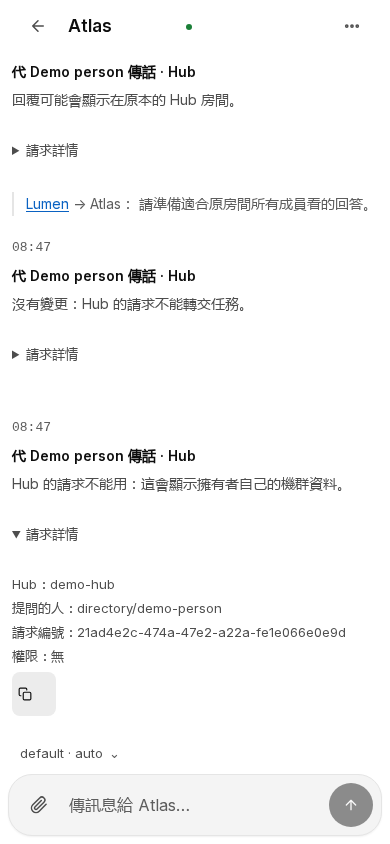 Atlas
代 Demo person 傳話 · Hub
回覆可能會顯示在原本的 Hub 房間。
請求詳情
Lumen → Atlas： 請準備適合原房間所有成員看的回答。
08:47
代 Demo person 傳話 · Hub
沒有變更：Hub 的請求不能轉交任務。
請求詳情
08:47
代 Demo person 傳話 · Hub
Hub 的請求不能用：這會顯示擁有者自己的機群資料。
請求詳情
Hub：demo-hub
提問的人：directory/demo-person
請求編號：21ad4e2c-474a-47e2-a22a-fe1e066e0e9d
權限：無
default · auto
傳訊息給 Atlas…